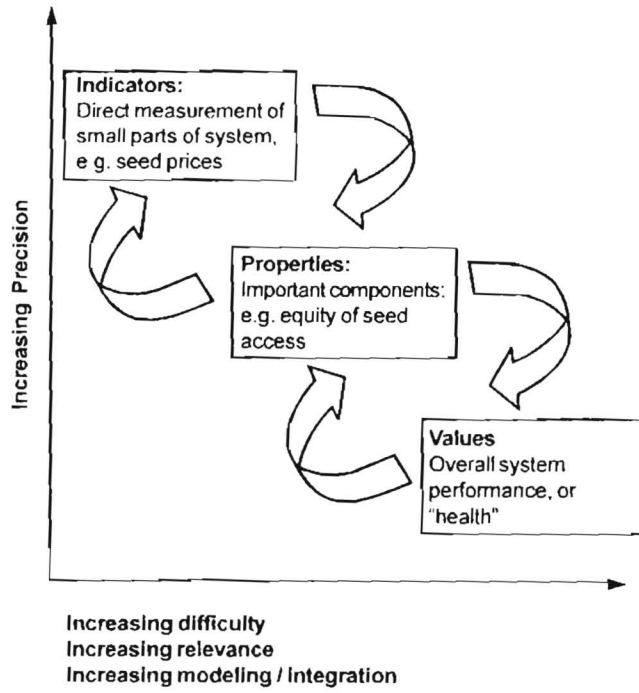 Indicators:
Direct measurement of
small parts of system,
e g. seed prices
Increasing Precision
Properties:
Important components:
e.g. equity of seed
access
Values
Overall system
performance, or
"health"
Increasing difficulty
Increasing relevance
Increasing modeling / Integration